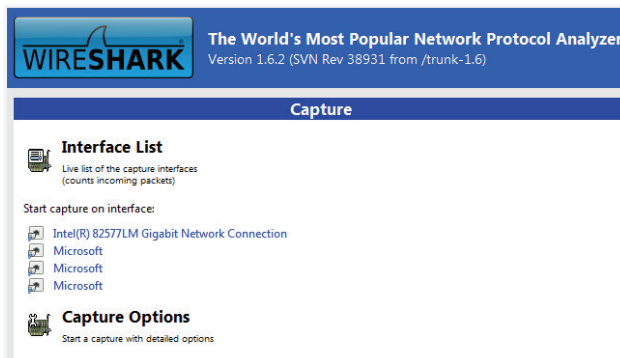 WIRESHARK
The World's Most Popular Network Protocol Analyzer
Version 1.6.2 (SVN Rev 38931 from /trunk-1.6)
Capture
Interface List
Live list of the capture interfaces
(counts incoming packets)
Start capture on interface:
Intel(R) 82577LM Gigabit Network Connection
Microsoft
Microsoft
Microsoft
Capture Options
Start a capture with detailed options